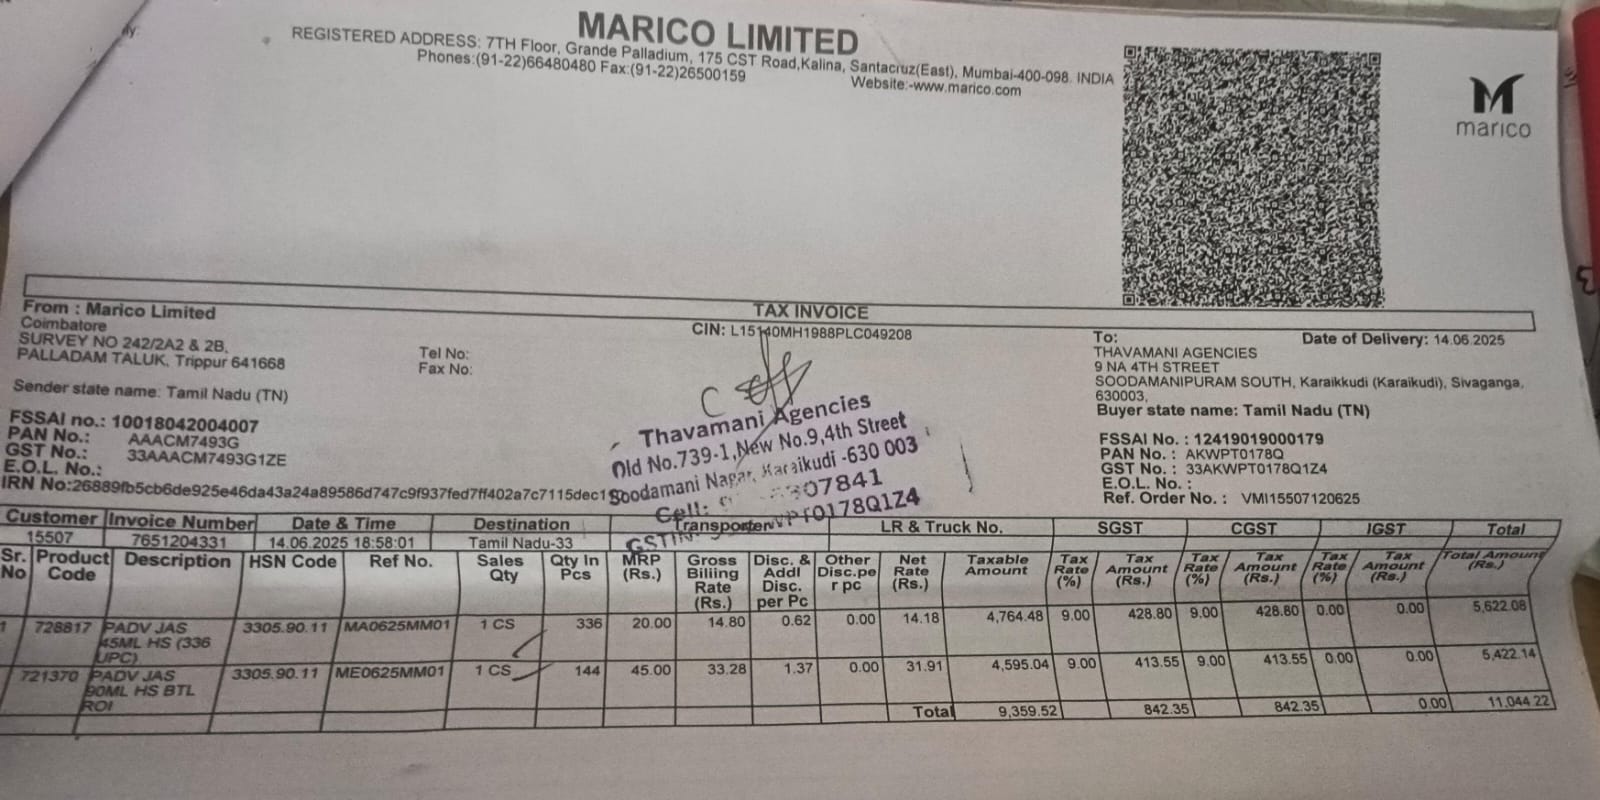 MARICO LIMITED
REGISTERED ADDRESS: 7TH Floor, Grande Palladium, 175 CST Road,Kalina, Santacruz(East), Mumbai-400-098. INDIA
Phones:(91-22)66480480 Fax:(91-22)26500159 Website:-www.marico.com
marico
TAX INVOICE
CIN: L15140MH1988PLC049208
From : Marico Limited
Coimbatore
SURVEY NO 242/2A2 & 2B,
PALLADAM TALUK, Trippur 641668
Tel No:
Fax No:
Sender state name: Tamil Nadu (TN)
FSSAI no.: 10018042004007
PAN No.: AAACM7493G
GST No.: 33AAACM7493G1ZE
E.O.L. No.:
IRN No:26889fb5cb6de925e46da43a24a89586d747c9f937fed7ff402a7c7115dec1
Thavamani Agencies
Old No.739-1,New No.9,4th Street
Soodamani Nagar, Karaikudi -630 003
Cell: 07841
GSTIN: PT0178Q1Z4
To: Date of Delivery: 14.06.2025
THAVAMANI AGENCIES
9 NA 4TH STREET
SOODAMANIPURAM SOUTH, Karaikkudi (Karaikudi), Sivaganga,
630003,
Buyer state name: Tamil Nadu (TN)
FSSAI No. : 12419019000179
PAN No. : AKWPT0178Q
GST No. : 33AKWPT0178Q1Z4
E.O.L. No. :
Ref. Order No. : VMI15507120625
Customer Invoice Number Date & Time Destination Transporter LR & Truck No. SGST CGST IGST Total
15507 7651204331 14.06.2025 18:58:01 Tamil Nadu-33
Sr. No Product Code Description HSN Code Ref No. Sales Qty Qty In Pcs MRP (Rs.) Gross Billing Rate (Rs.) Disc. & Addl Disc. per Pc Other Disc.pe r pc Net Rate (Rs.) Taxable Amount Tax Rate (%) Tax Amount (Rs.) Tax Rate (%) Tax Amount (Rs.) Tax Rate (%) Tax Amount (Rs.) Total Amount (Rs.)
1 728817 PADV JAS 45ML HS (336 UPC) 3305.90.11 MA0625MM01 1 CS 336 20.00 14.80 0.62 0.00 14.18 4,764.48 9.00 428.80 9.00 428.80 0.00 0.00 5,622.08
721370 PADV JAS 90ML HS BTL ROI 3305.90.11 ME0625MM01 1 CS 144 45.00 33.28 1.37 0.00 31.91 4,595.04 9.00 413.55 9.00 413.55 0.00 0.00 5,422.14
Total 9,359.52 842.35 842.35 0.00 11,044.22